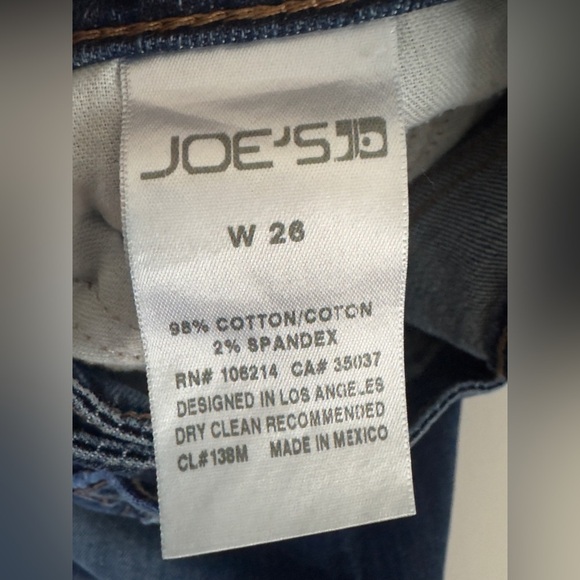 JOE'S
W 26
98% COTTON/COTON
2% SPANDEX
RN# 106214 CA# 35037
DESIGNED IN LOS ANGELES
DRY CLEAN RECOMMENDED
CL#138M MADE IN MEXICO